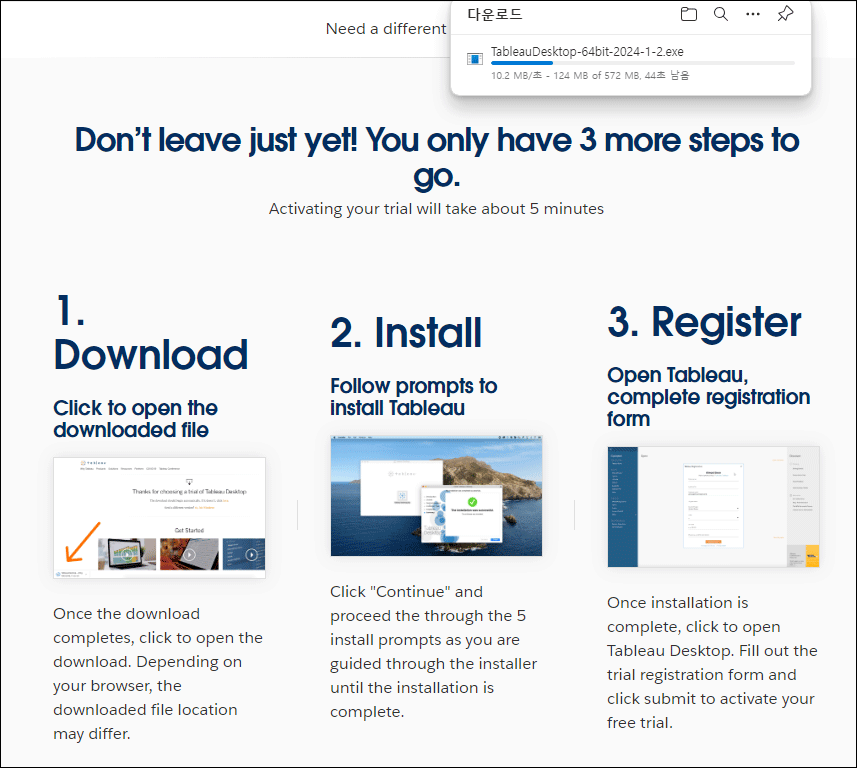 Need a different
다운로드
TableauDesktop-64bit-2024-1-2.exe
10.2 MB/초 - 124 MB of 572 MB, 44초 남음
Don’t leave just yet! You only have 3 more steps to
go.
Activating your trial will take about 5 minutes
1.
Download
Click to open the
downloaded file
Thanks for choosing a trial of Tableau Desktop
Get Started
Once the download
completes, click to open the
download. Depending on
your browser, the
downloaded file location
may differ.
2. Install
Follow prompts to
install Tableau
Click "Continue" and
proceed the through the 5
install prompts as you are
guided through the installer
until the installation is
complete.
3. Register
Open Tableau,
complete registration
form
Once installation is
complete, click to open
Tableau Desktop. Fill out the
trial registration form and
click submit to activate your
free trial.